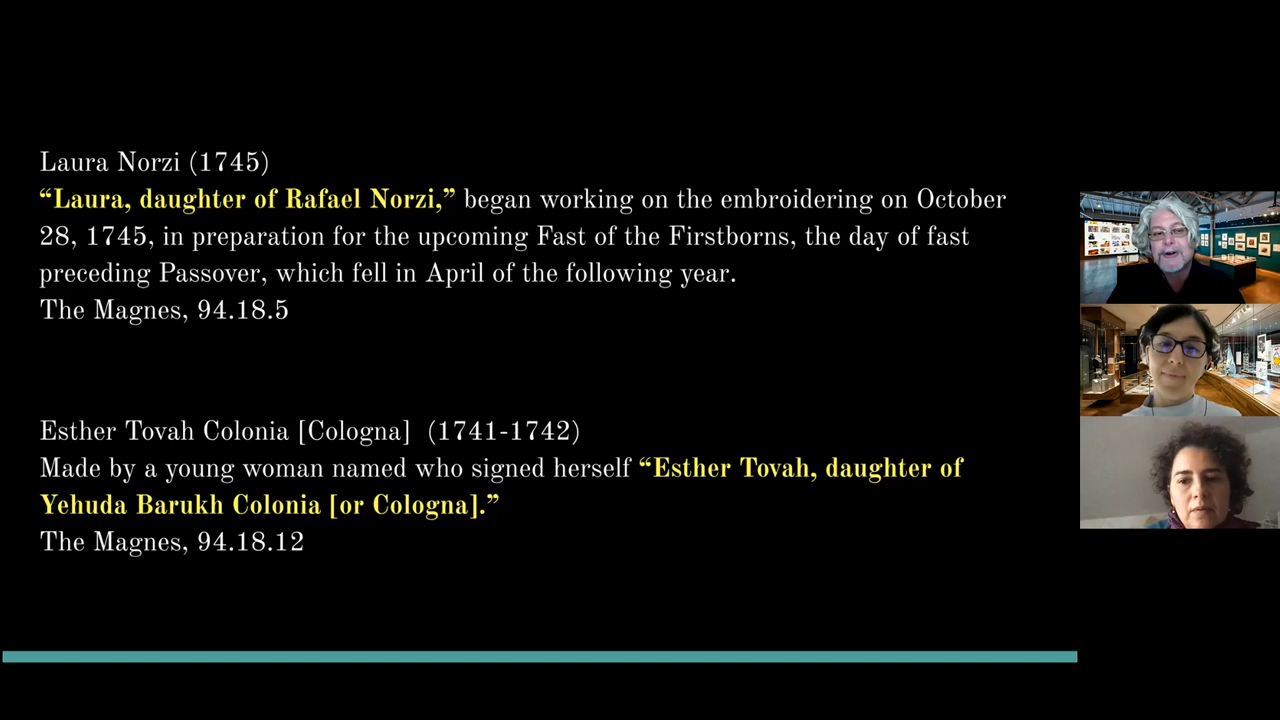 Laura Norzi (1745)
“Laura, daughter of Rafael Norzi,” began working on the embroidering on October
28, 1745, in preparation for the upcoming Fast of the Firstborns, the day of fast
preceding Passover, which fell in April of the following year.
The Magnes, 94.18.5
Esther Tovah Colonia [Cologna] (1741-1742)
Made by a young woman named who signed herself “Esther Tovah, daughter of
Yehuda Barukh Colonia [or Cologna].”
The Magnes, 94.18.12